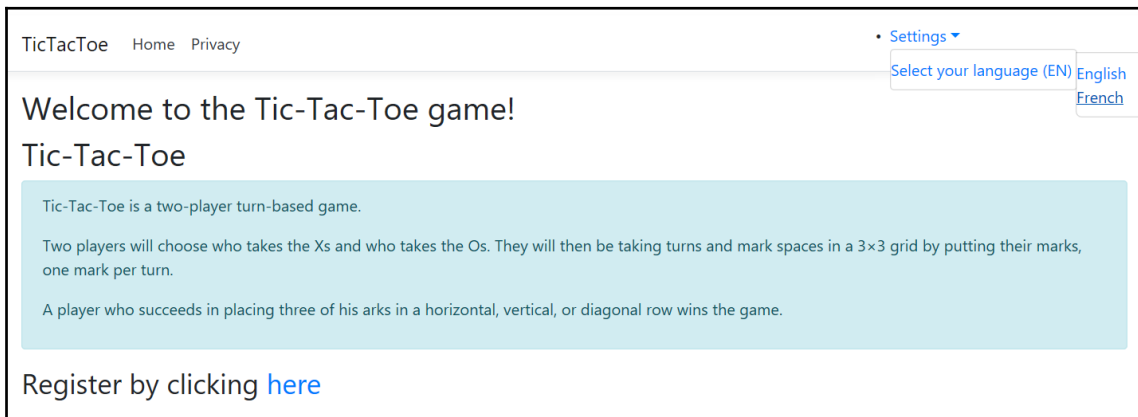 TicTacToe Home Privacy
• Settings
Select your language (EN)
English
French
Welcome to the Tic-Tac-Toe game!
Tic-Tac-Toe
Tic-Tac-Toe is a two-player turn-based game.
Two players will choose who takes the Xs and who takes the Os. They will then be taking turns and mark spaces in a 3×3 grid by putting their marks,
one mark per turn.
A player who succeeds in placing three of his arks in a horizontal, vertical, or diagonal row wins the game.
Register by clicking here